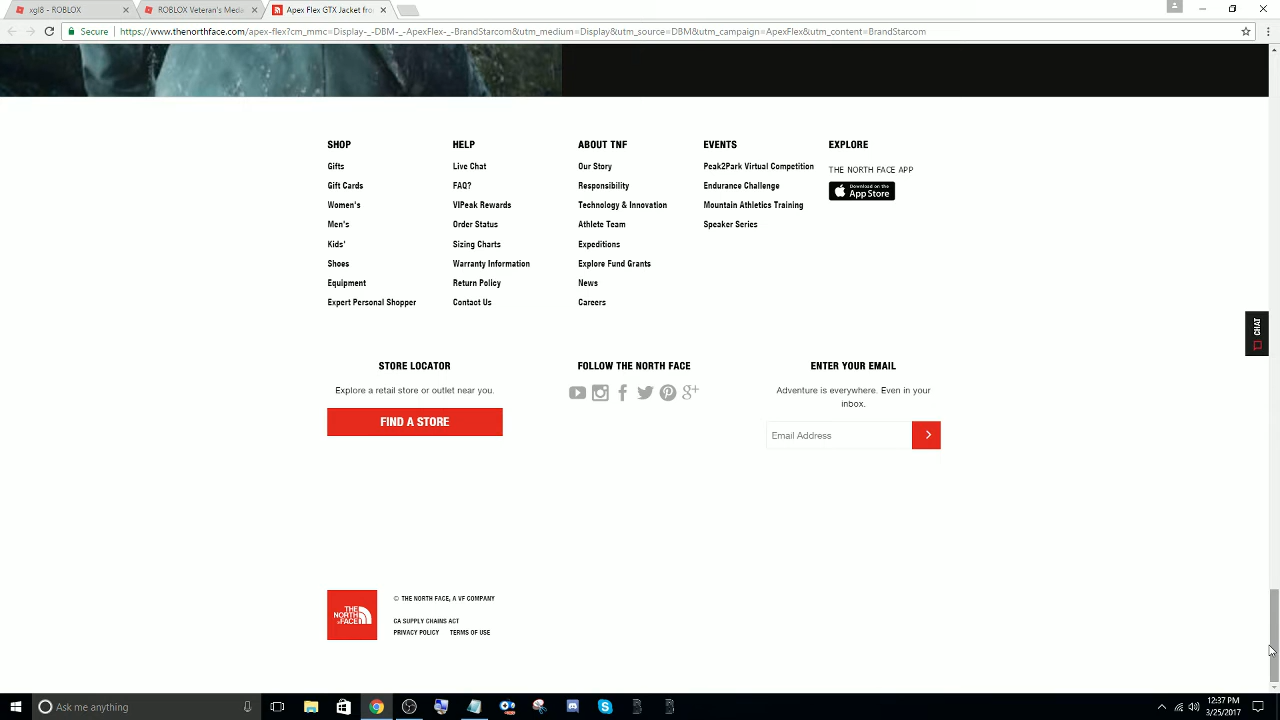 xgl8 - ROBLOX
ROBLOX Veteran's Meda
Apex Flex GTX Jacket fro
Secure
https://www.thenorthface.com/apex-flex?cm_mmc=Display-_-DBM-_-ApexFlex-_-BrandStarcom&utm_medium=Display&utm_source=DBM&utm_campaign=ApexFlex&utm_content=BrandStarcom
SHOP
Gifts
Gift Cards
Women's
Men's
Kids'
Shoes
Equipment
Expert Personal Shopper
HELP
Live Chat
FAQ?
VIPeak Rewards
Order Status
Sizing Charts
Warranty Information
Return Policy
Contact Us
ABOUT TNF
Our Story
Responsibility
Technology & Innovation
Athlete Team
Expeditions
Explore Fund Grants
News
Careers
EVENTS
Peak2Park Virtual Competition
Endurance Challenge
Mountain Athletics Training
Speaker Series
EXPLORE
THE NORTH FACE APP
Download on the
App Store
CHAT
STORE LOCATOR
Explore a retail store or outlet near you.
FIND A STORE
FOLLOW THE NORTH FACE
ENTER YOUR EMAIL
Adventure is everywhere. Even in your
inbox.
Email Address
THE
NORTH
FACE
© THE NORTH FACE, A VF COMPANY
CA SUPPLY CHAINS ACT
PRIVACY POLICY TERMS OF USE
Ask me anything
12:37 PM
3/25/2017